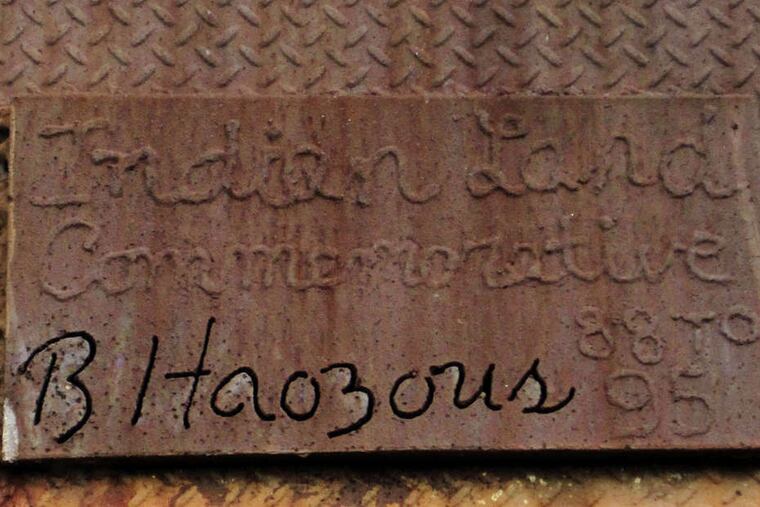 Indian Land
Commemorative
88 TO
B Haozous 95